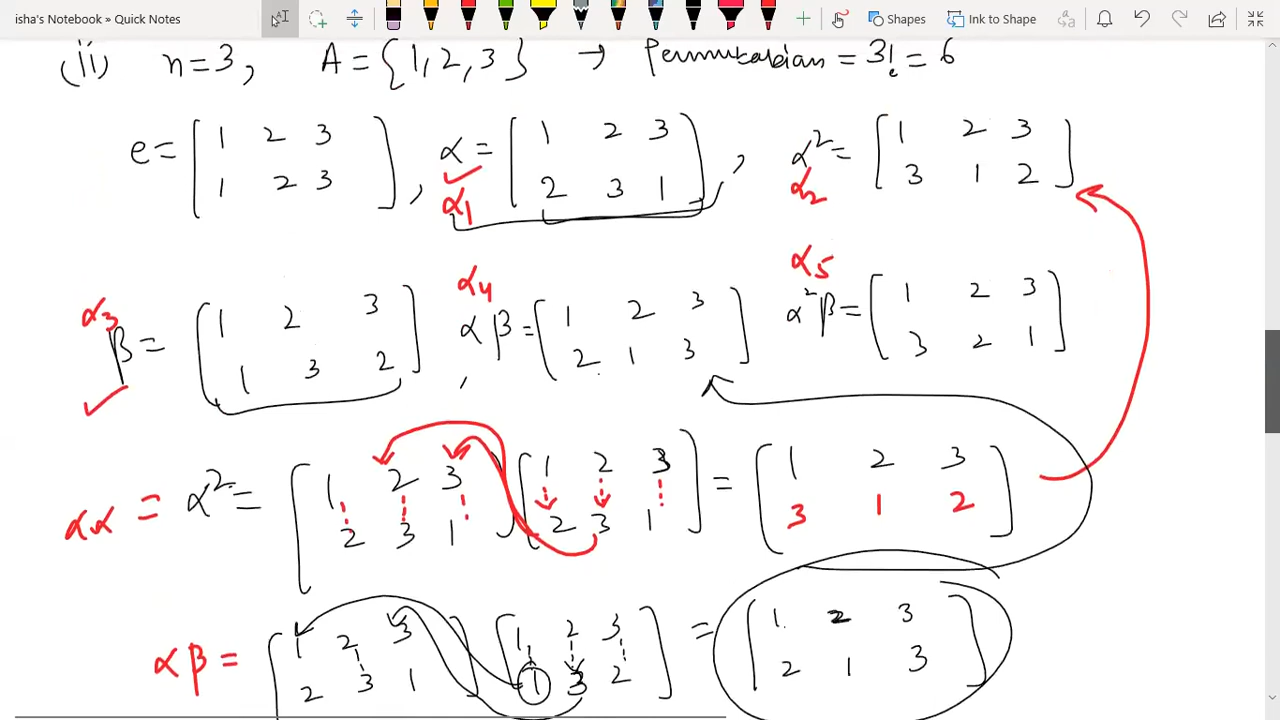 isha's Notebook » Quick Notes
Shapes
Ink to Shape
(ii) n=3, A={1,2,3} → Permutation = 3! = 6
e= [1 2 3 / 1 2 3], α = [1 2 3 / 2 3 1], α²= [1 2 3 / 3 1 2]
α1 α2
α3 α4 α5
β = [1 2 3 / 1 3 2], αβ= [1 2 3 / 2 1 3] α²β= [1 2 3 / 3 2 1]
αα = α²= [1 2 3 / 2 3 1] [1 2 3 / 2 3 1] = [1 2 3 / 3 1 2]
αβ = [1 2 3 / 2 3 1] [1 2 3 / 1 3 2] = [1 2 3 / 2 1 3]